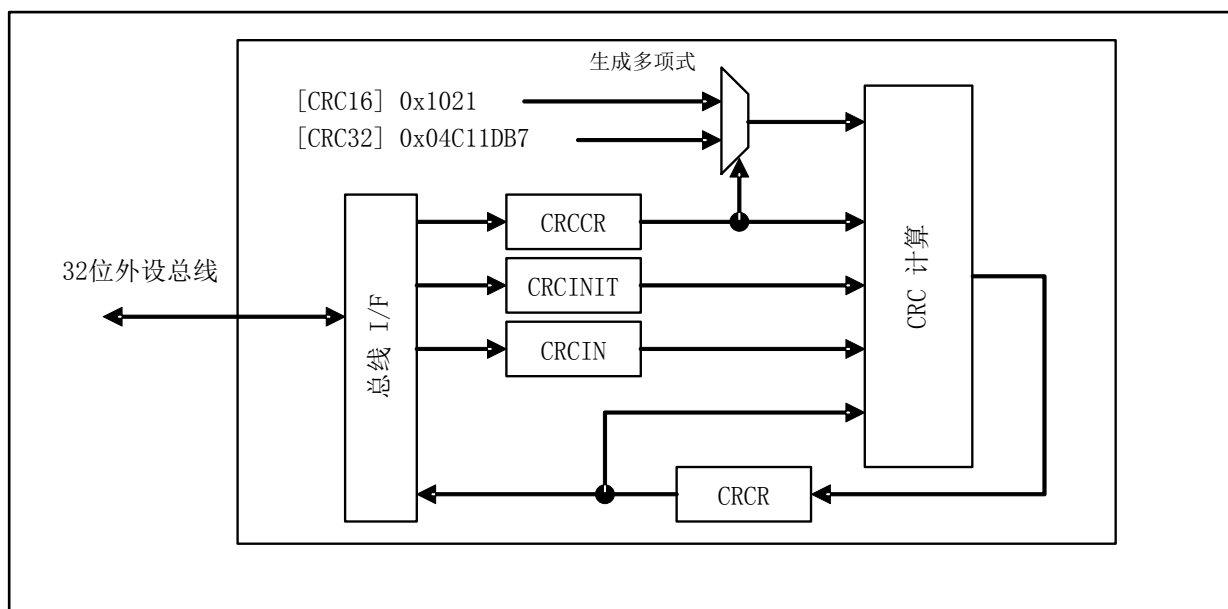 生成多项式
[CRC16] 0x1021
[CRC32] 0x04C11DB7
32位外设总线
总线 I/F
CRCCR
CRCINIT
CRCIN
CRC 计算
CRCR